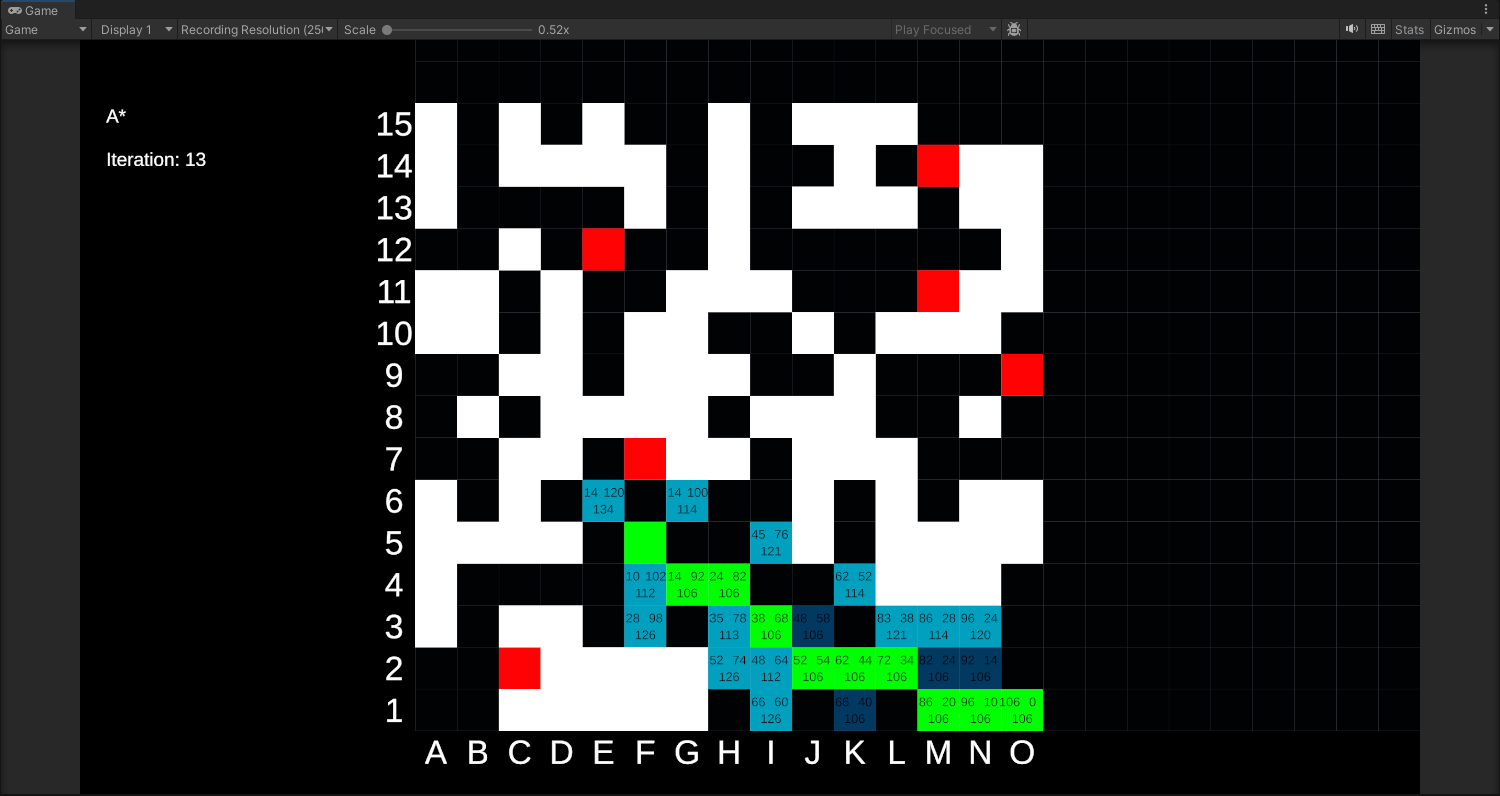 Game
Game Display 1 Recording Resolution (25 Scale 0.52x Play Focused Stats Gizmos
A*
Iteration: 13
15
14
13
12
11
10
9
8
7
6
14 120 14 100
134 114
5
45 76
121
4
10 102 14 92 24 82 62 52
112 106 106 114
3
28 98 35 78 38 68 48 58 83 38 86 28 96 24
126 113 106 106 121 114 120
2
52 74 48 64 52 54 62 44 72 34 82 24 92 14
126 112 106 106 106 106 106
1
66 60 66 40 86 20 96 10 106 0
126 106 106 106 106
A B C D E F G H I J K L M N O